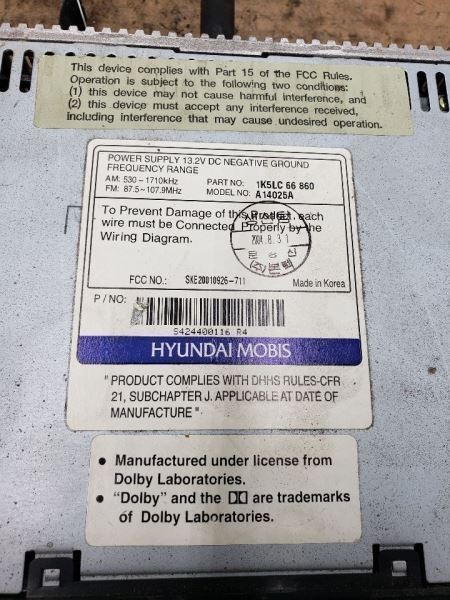 This device complies with Part 15 of the FCC Rules.
Operation is subject to the following two conditions:
(1) this device may not cause harmful interference, and
(2) this device must accept any interference received,
including interference that may cause undesired operation.
POWER SUPPLY 13.2V DC NEGATIVE GROUND
FREQUENCY RANGE
AM: 530~1710kHz PART NO: 1K5LC 66 860
FM: 87.5~107.9MHz MODEL NO: A14025A
To Prevent Damage of this Product, each
wire must be Connected Properly by the
Wiring Diagram.
2004.8.31
FCC NO.: SKE20010926-711 Made in Korea
P/NO:
S424400116 R4
HYUNDAI MOBIS
"PRODUCT COMPLIES WITH DHHS RULES-CFR
21, SUBCHAPTER J. APPLICABLE AT DATE OF
MANUFACTURE".
• Manufactured under license from
Dolby Laboratories.
• "Dolby" and the DD are trademarks
of Dolby Laboratories.
MODEL NO